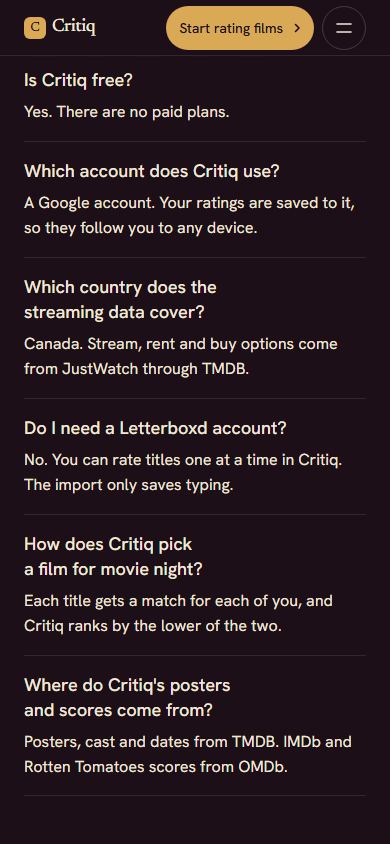 C Critiq
Start rating films
Is Critiq free?
Yes. There are no paid plans.
Which account does Critiq use?
A Google account. Your ratings are saved to it,
so they follow you to any device.
Which country does the
streaming data cover?
Canada. Stream, rent and buy options come
from JustWatch through TMDB.
Do I need a Letterboxd account?
No. You can rate titles one at a time in Critiq.
The import only saves typing.
How does Critiq pick
a film for movie night?
Each title gets a match for each of you, and
Critiq ranks by the lower of the two.
Where do Critiq's posters
and scores come from?
Posters, cast and dates from TMDB. IMDb and
Rotten Tomatoes scores from OMDb.